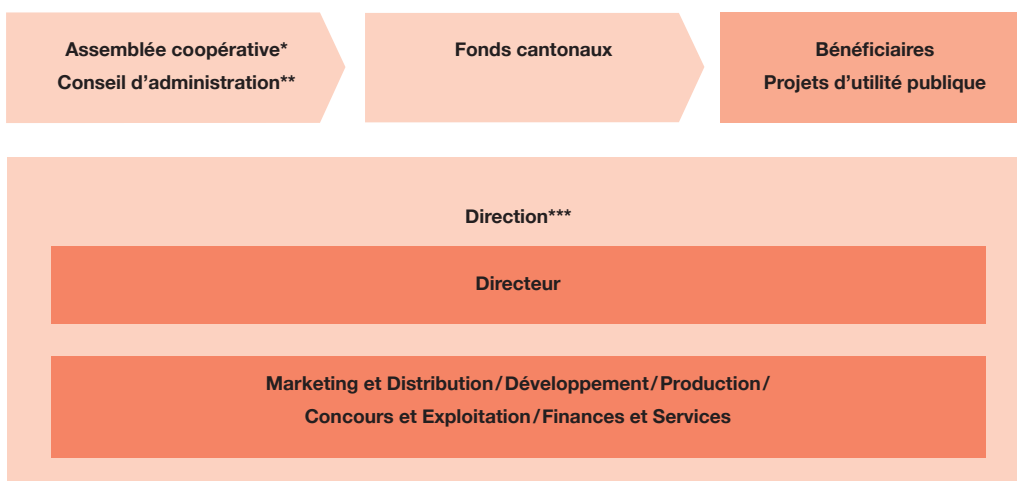 Assemblée coopérative*
Conseil d'administration**
Fonds cantonaux
Bénéficiaires
Projets d'utilité publique
Direction***
Directeur
Marketing et Distribution/Développement/Production/
Concours et Exploitation/Finances et Services